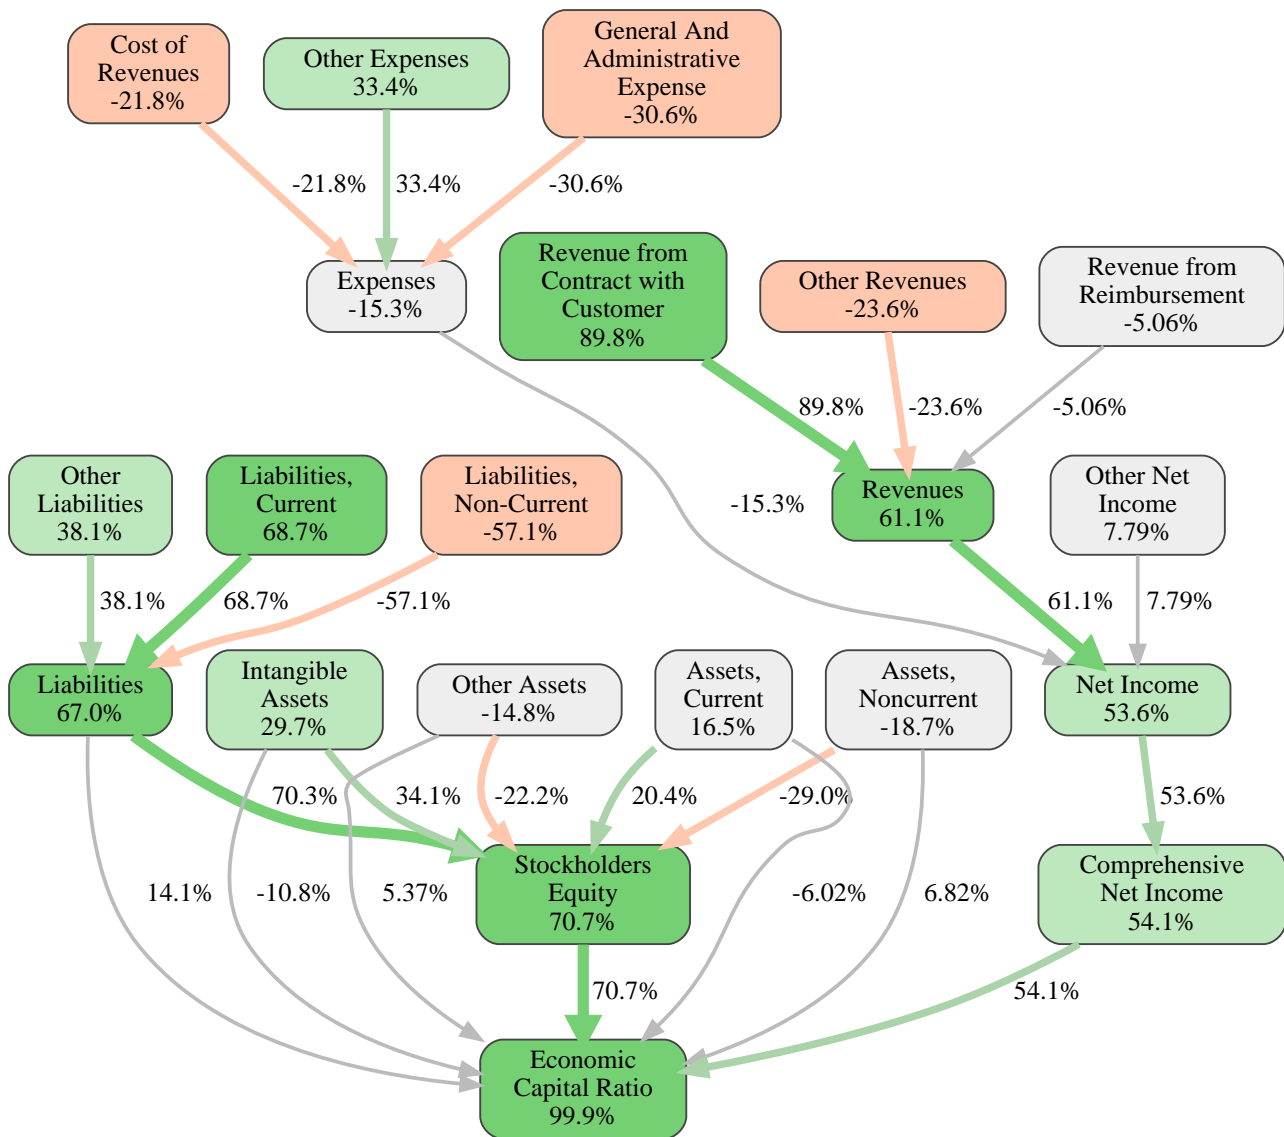 Cost of
Revenues
-21.8%
Other Expenses
33.4%
General And
Administrative
Expense
-30.6%
-21.8%
33.4%
-30.6%
Expenses
-15.3%
Revenue from
Contract with
Customer
89.8%
Other Revenues
-23.6%
Revenue from
Reimbursement
-5.06%
89.8%
-23.6%
-5.06%
Other
Liabilities
38.1%
Liabilities,
Current
68.7%
Liabilities,
Non-Current
-57.1%
-15.3%
Revenues
61.1%
Other Net
Income
7.79%
38.1%
68.7%
-57.1%
61.1%
7.79%
Liabilities
67.0%
Intangible
Assets
29.7%
Other Assets
-14.8%
Assets,
Current
16.5%
Assets,
Noncurrent
-18.7%
Net Income
53.6%
70.3%
34.1%
-22.2%
20.4%
-29.0%
53.6%
14.1%
-10.8%
5.37%
Stockholders
Equity
70.7%
-6.02%
6.82%
Comprehensive
Net Income
54.1%
70.7%
54.1%
Economic
Capital Ratio
99.9%